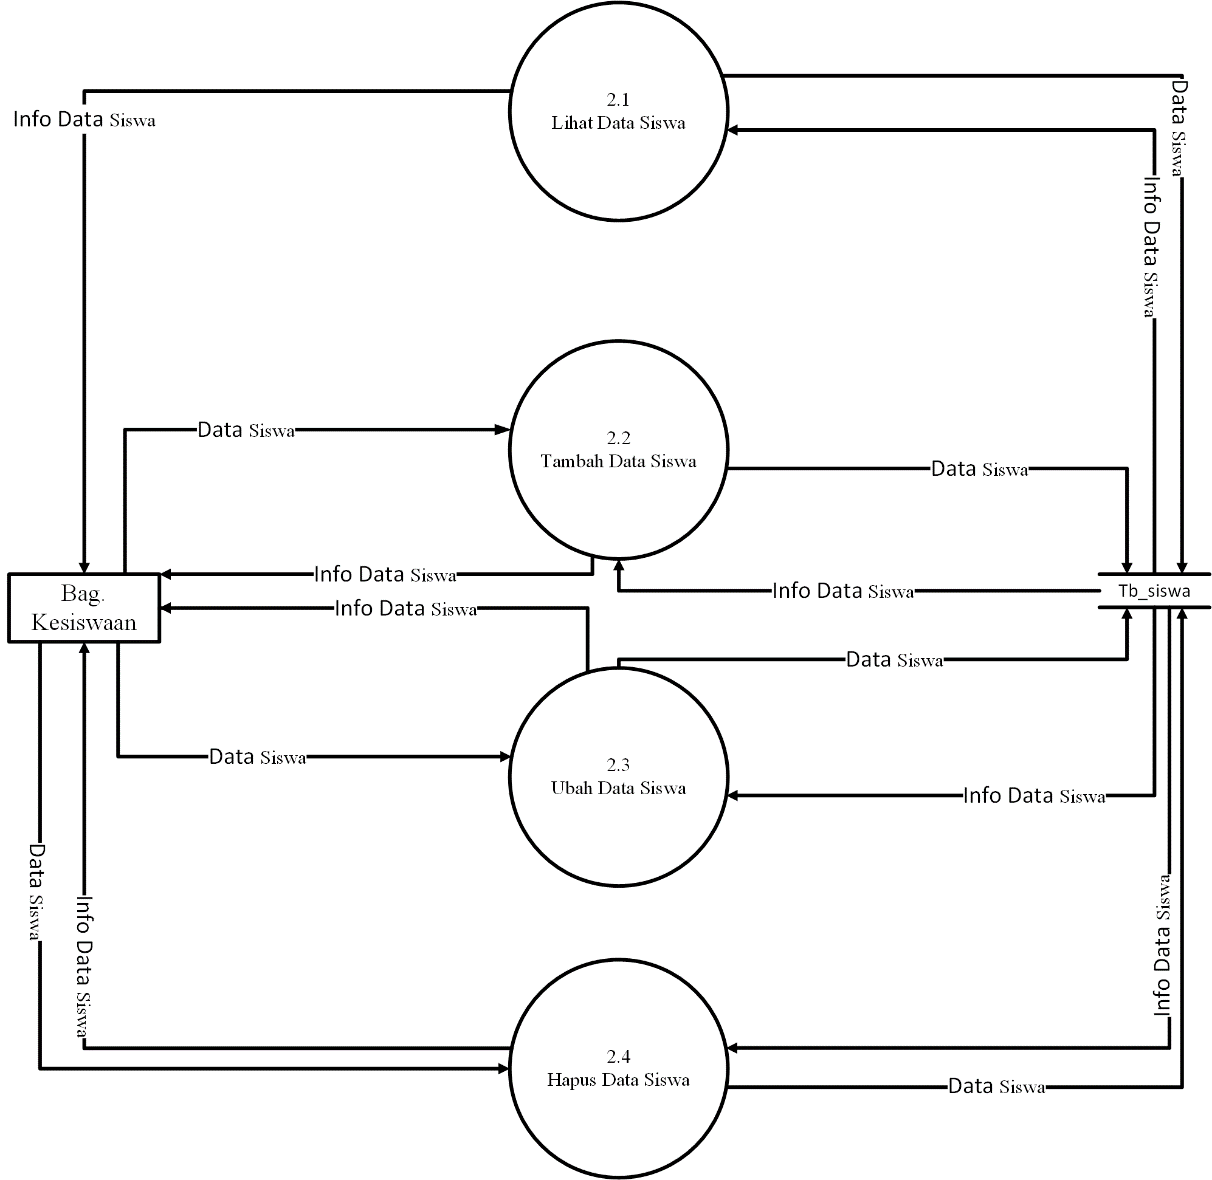 2.1
Lihat Data Siswa
Info Data Siswa
Data Siswa
Info Data Siswa
2.2
Tambah Data Siswa
Data Siswa
Data Siswa
Info Data Siswa
Info Data Siswa
Tb_siswa
Bag.
Kesiswaan
Info Data Siswa
Data Siswa
2.3
Ubah Data Siswa
Data Siswa
Info Data Siswa
Data Siswa
Info Data Siswa
Info Data Siswa
2.4
Hapus Data Siswa
Data Siswa